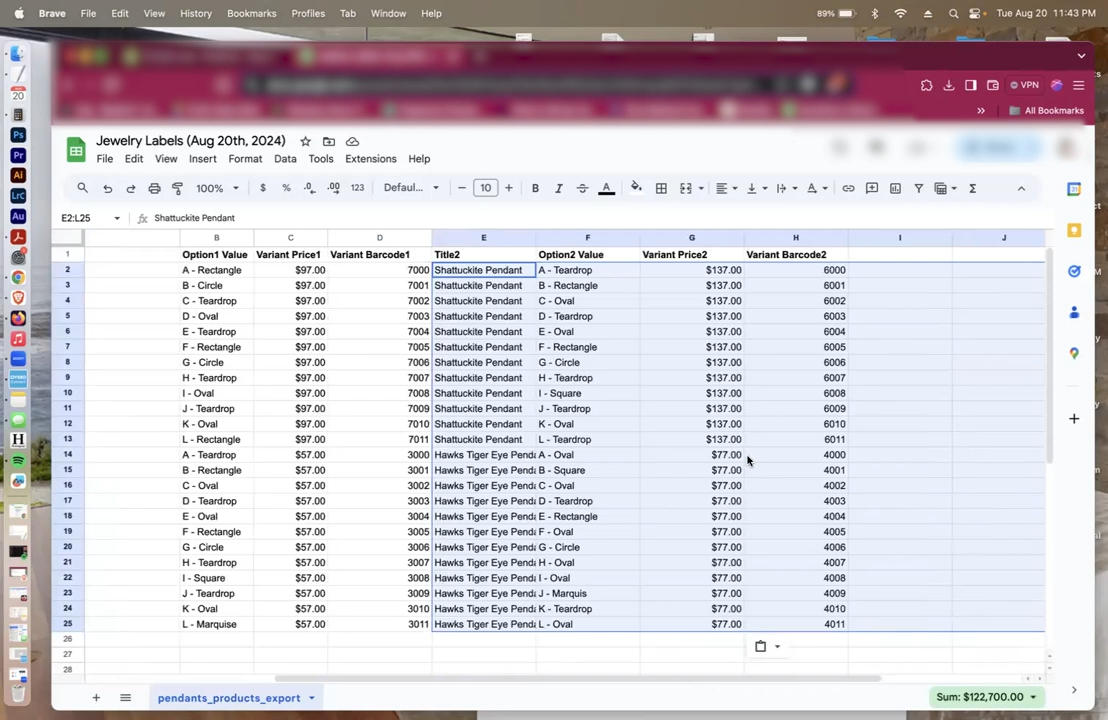 Brave File Edit View History Bookmarks Profiles Tab Window Help 89% Tue Aug 20 11:43 PM
VPN
» All Bookmarks
Jewelry Labels (Aug 20th, 2024)
File Edit View Insert Format Data Tools Extensions Help
100% $ % .0 .00 123 Defaul... 10 B I A
E2:L25 fx Shattuckite Pendant
B C D E F G H I J
1 Option1 Value Variant Price1 Variant Barcode1 Title2 Option2 Value Variant Price2 Variant Barcode2
2 A - Rectangle $97.00 7000 Shattuckite Pendant A - Teardrop $137.00 6000
3 B - Circle $97.00 7001 Shattuckite Pendant B - Rectangle $137.00 6001
4 C - Teardrop $97.00 7002 Shattuckite Pendant C - Oval $137.00 6002
5 D - Oval $97.00 7003 Shattuckite Pendant D - Teardrop $137.00 6003
6 E - Teardrop $97.00 7004 Shattuckite Pendant E - Oval $137.00 6004
7 F - Rectangle $97.00 7005 Shattuckite Pendant F - Rectangle $137.00 6005
8 G - Circle $97.00 7006 Shattuckite Pendant G - Circle $137.00 6006
9 H - Teardrop $97.00 7007 Shattuckite Pendant H - Teardrop $137.00 6007
10 I - Oval $97.00 7008 Shattuckite Pendant I - Square $137.00 6008
11 J - Teardrop $97.00 7009 Shattuckite Pendant J - Teardrop $137.00 6009
12 K - Oval $97.00 7010 Shattuckite Pendant K - Oval $137.00 6010
13 L - Rectangle $97.00 7011 Shattuckite Pendant L - Teardrop $137.00 6011
14 A - Teardrop $57.00 3000 Hawks Tiger Eye Penda A - Oval $77.00 4000
15 B - Rectangle $57.00 3001 Hawks Tiger Eye Penda B - Square $77.00 4001
16 C - Oval $57.00 3002 Hawks Tiger Eye Penda C - Oval $77.00 4002
17 D - Teardrop $57.00 3003 Hawks Tiger Eye Penda D - Teardrop $77.00 4003
18 E - Oval $57.00 3004 Hawks Tiger Eye Penda E - Rectangle $77.00 4004
19 F - Rectangle $57.00 3005 Hawks Tiger Eye Penda F - Oval $77.00 4005
20 G - Circle $57.00 3006 Hawks Tiger Eye Penda G - Circle $77.00 4006
21 H - Teardrop $57.00 3007 Hawks Tiger Eye Penda H - Oval $77.00 4007
22 I - Square $57.00 3008 Hawks Tiger Eye Penda I - Oval $77.00 4008
23 J - Teardrop $57.00 3009 Hawks Tiger Eye Penda J - Marquis $77.00 4009
24 K - Oval $57.00 3010 Hawks Tiger Eye Penda K - Teardrop $77.00 4010
25 L - Marquise $57.00 3011 Hawks Tiger Eye Penda L - Oval $77.00 4011
26
27
28
pendants_products_export Sum: $122,700.00